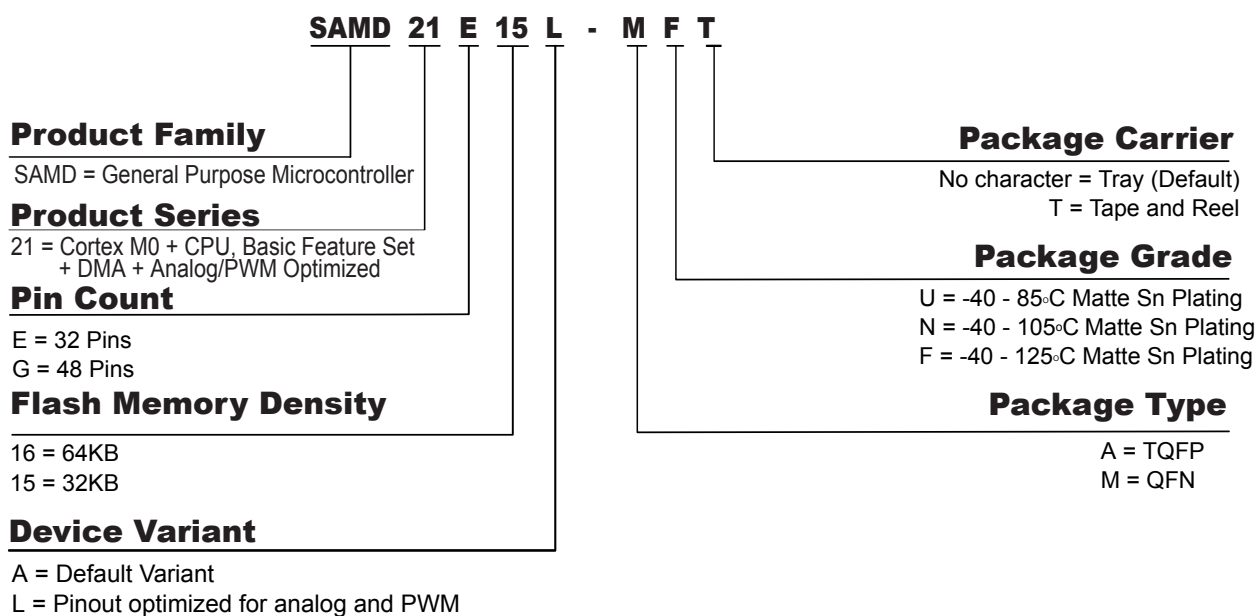 SAMD 21 E 15 L - M F T
Product Family
SAMD = General Purpose Microcontroller
Product Series
21 = Cortex M0 + CPU, Basic Feature Set
+ DMA + Analog/PWM Optimized
Pin Count
E = 32 Pins
G = 48 Pins
Flash Memory Density
16 = 64KB
15 = 32KB
Device Variant
A = Default Variant
L = Pinout optimized for analog and PWM
Package Carrier
No character = Tray (Default)
T = Tape and Reel
Package Grade
U = -40 - 85◦C Matte Sn Plating
N = -40 - 105◦C Matte Sn Plating
F = -40 - 125◦C Matte Sn Plating
Package Type
A = TQFP
M = QFN